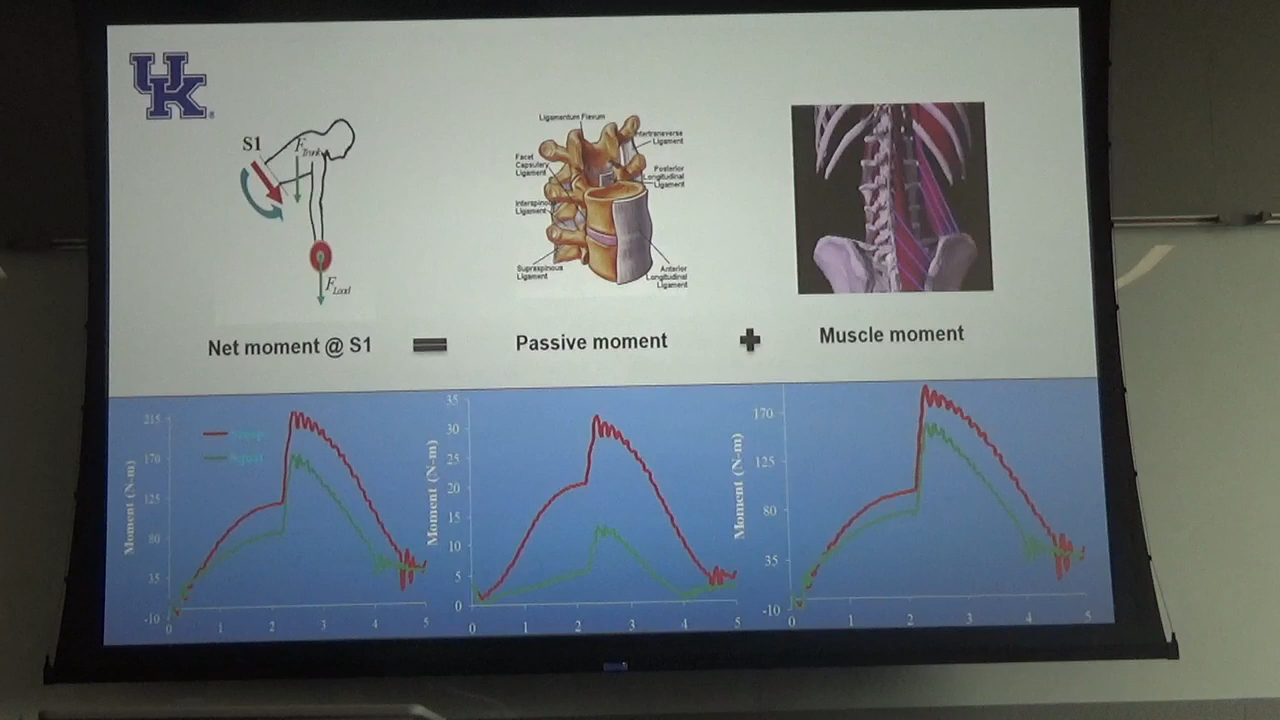 UK
S1
F Trunk
F Load
Ligamentum Flavum
Facet
Capsulary
Ligament
Intertransverse
Ligament
Posterior
Longitudinal
Ligament
Interspinous
Ligament
Supraspinous
Ligament
Anterior
Longitudinal
Ligament
Net moment @ S1 = Passive moment + Muscle moment
Moment (N-m)
215
170
125
80
35
-10
0 1 2 3 4 5
Moment (N-m)
35
30
25
20
15
10
5
0
0 1 2 3 4 5
Moment (N-m)
170
125
80
35
-10
0 1 2 3 4 5